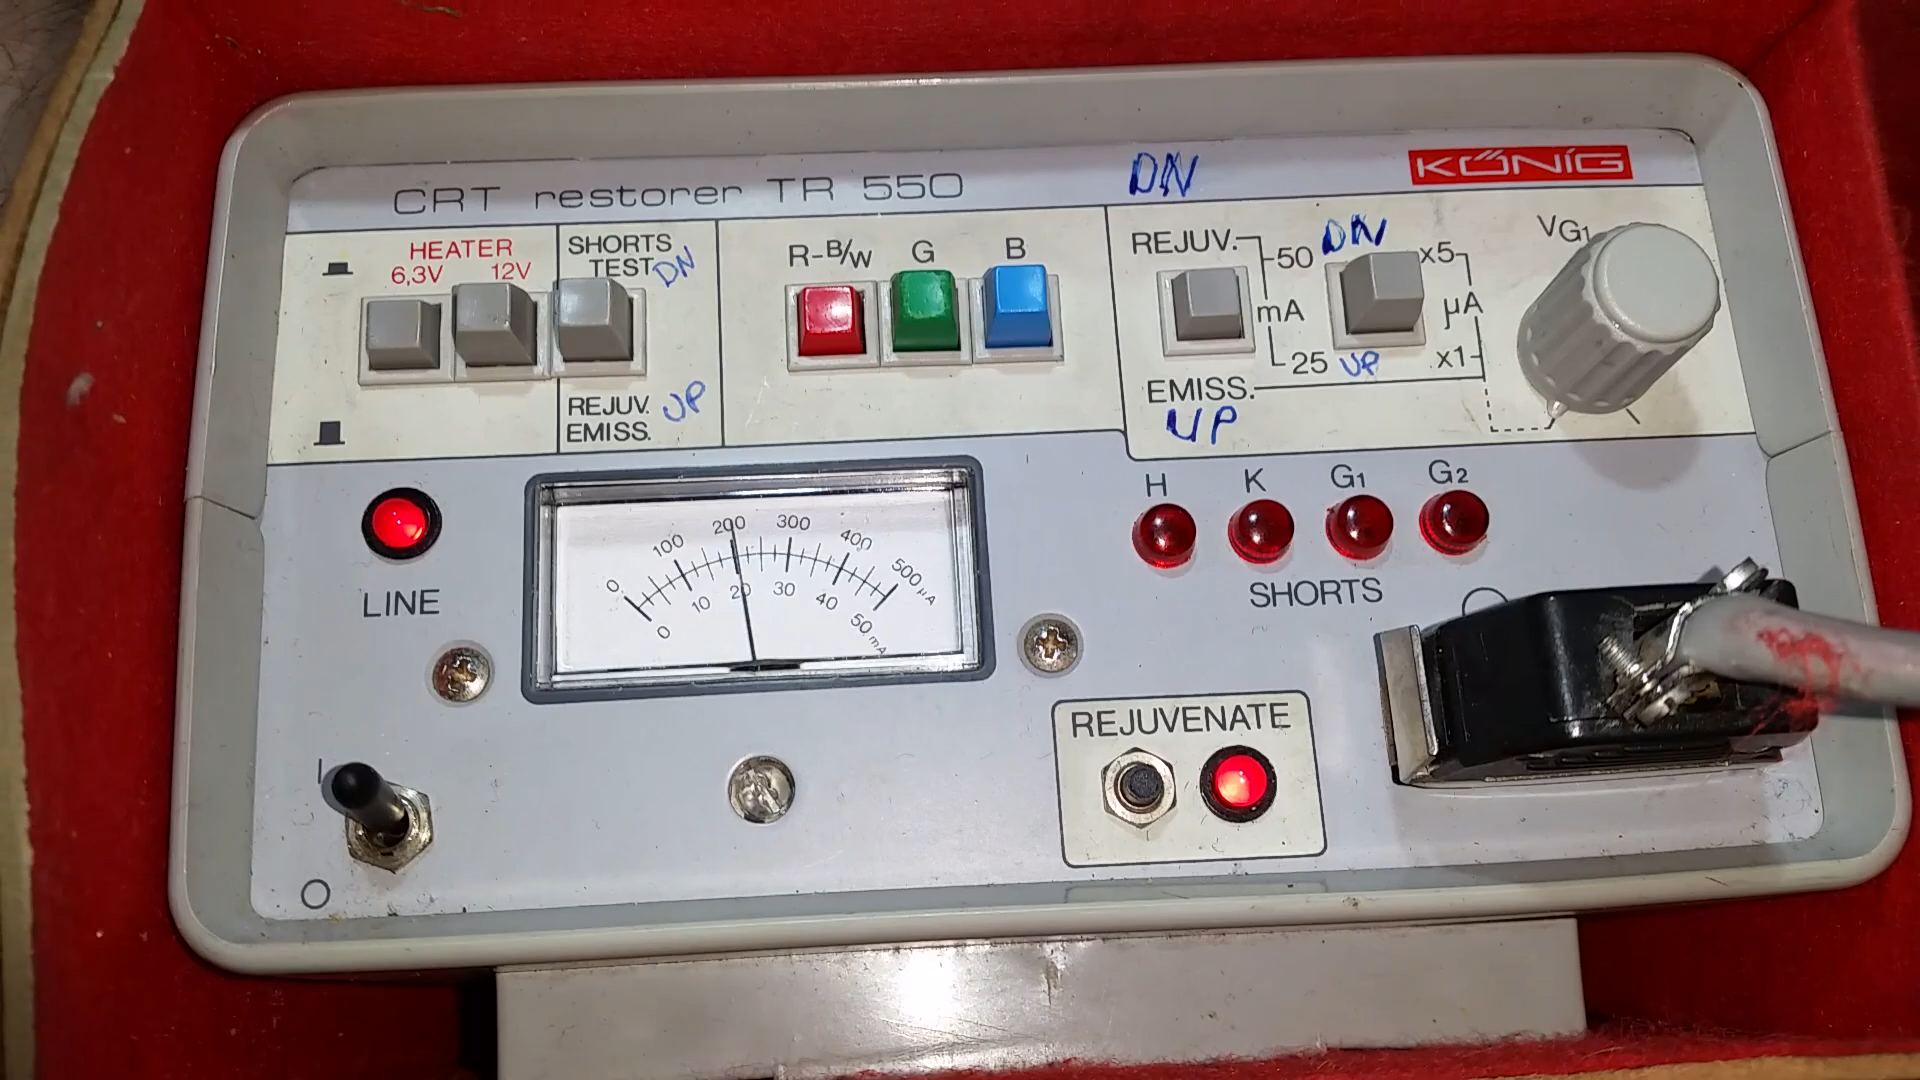 CRT restorer TR 550
DN
KÖNIG
HEATER
6,3V 12V
SHORTS
TEST
DN
REJUV.
EMISS.
UP
R-B/W
G
B
REJUV.
50
DN
x5
mA
µA
25
UP
x1
EMISS.
UP
VG1
LINE
0 100 200 300 400 500 µA
0 10 20 30 40 50 mA
H K G1 G2
SHORTS
REJUVENATE
I
O